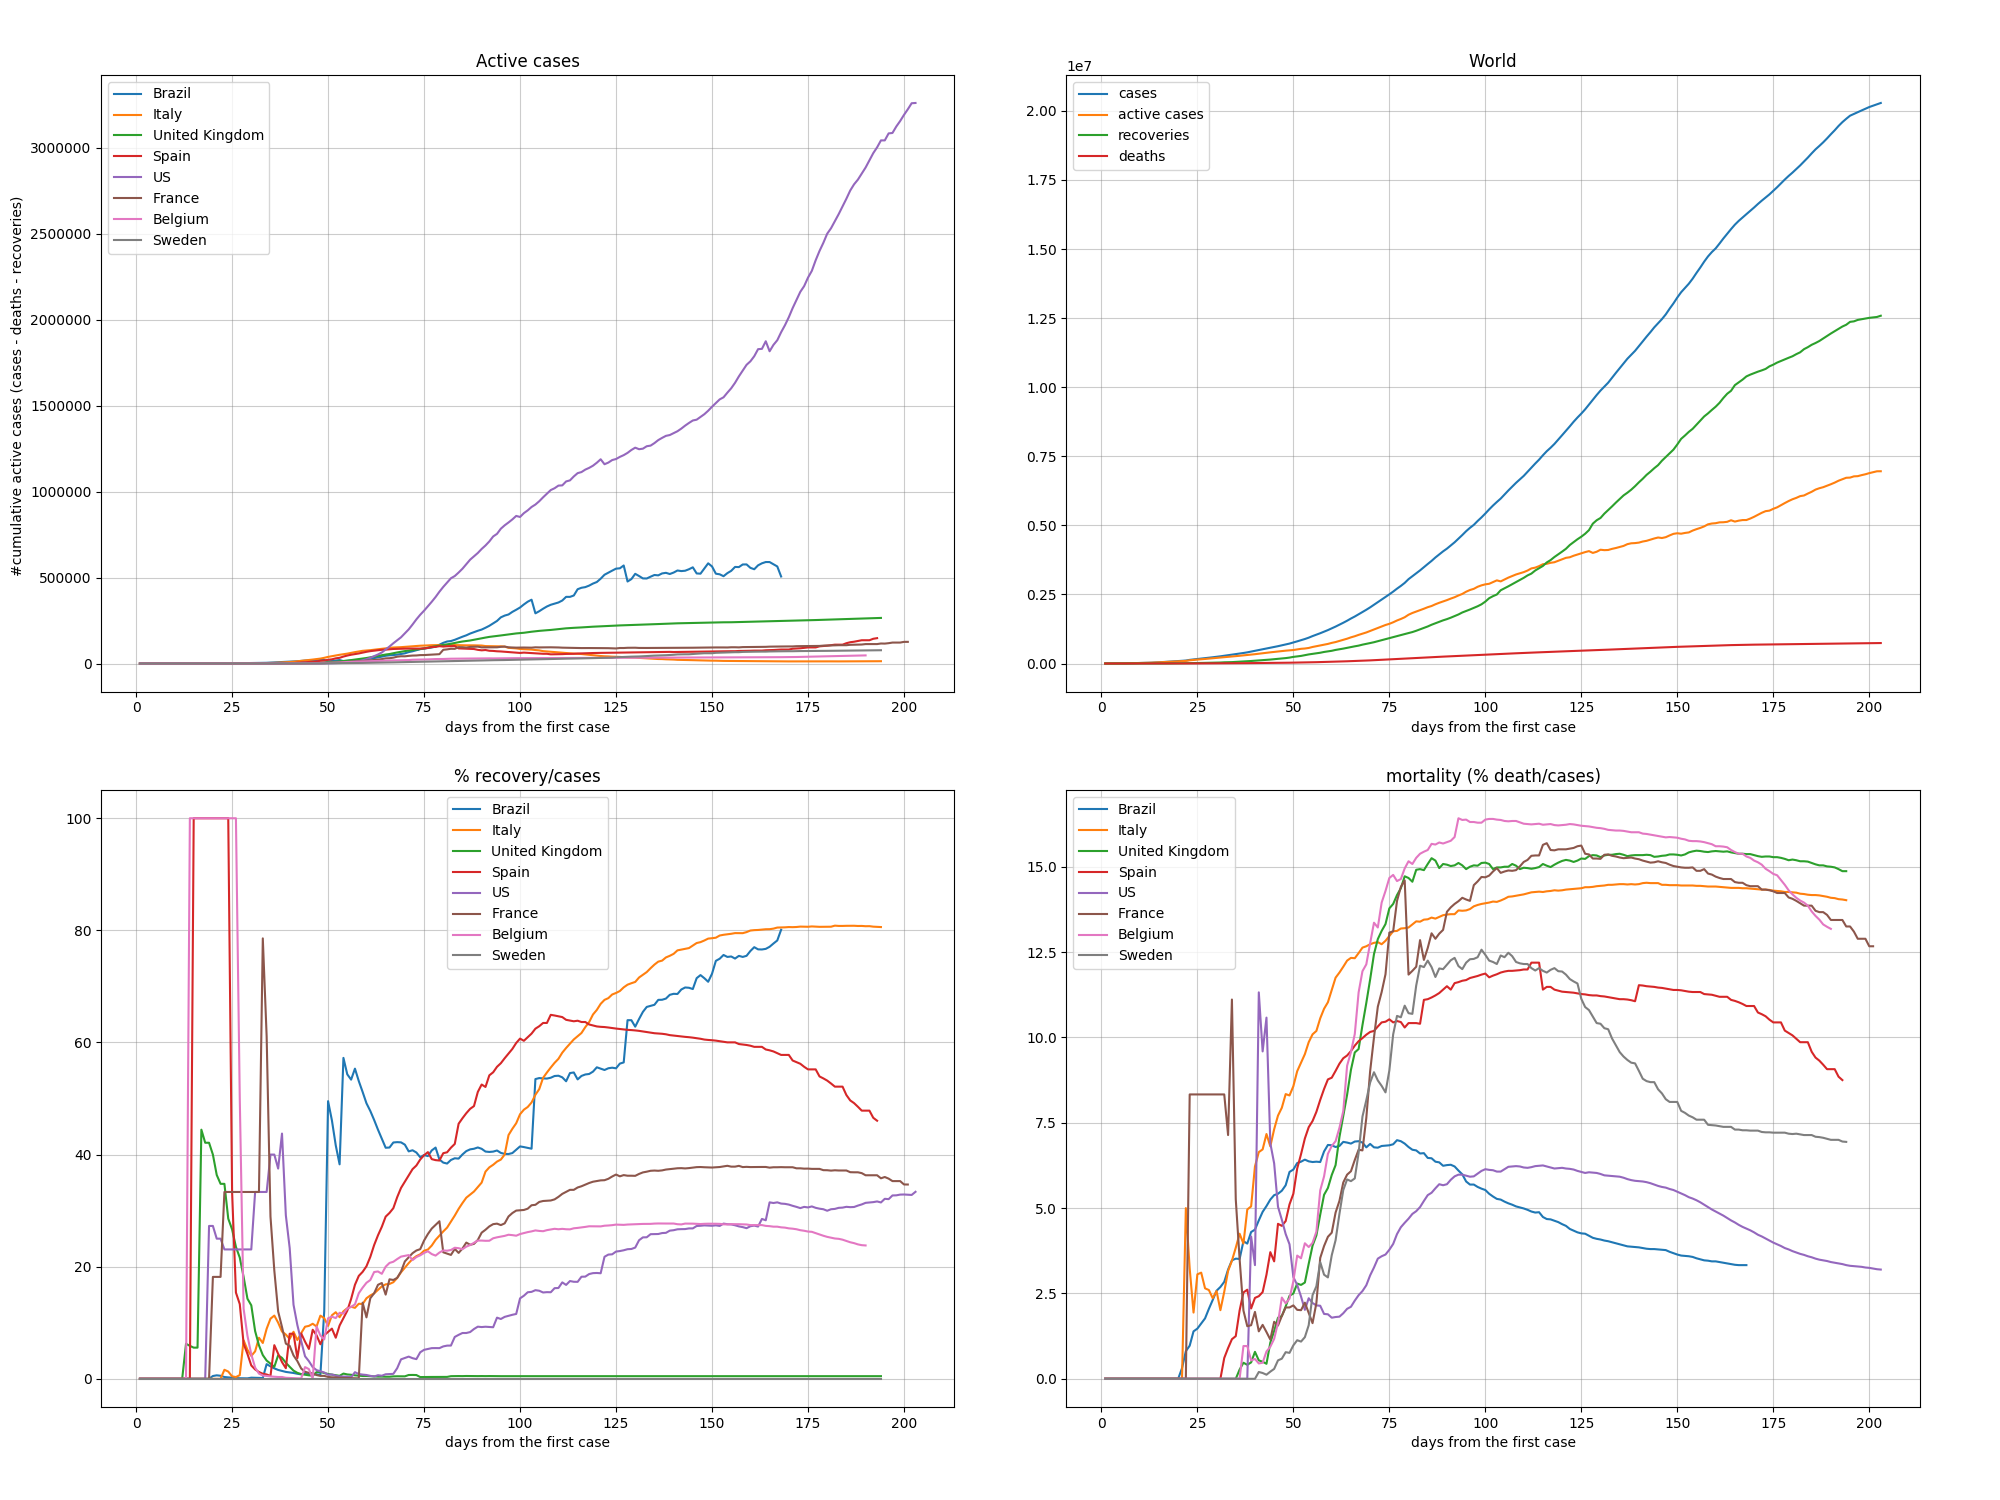 Active cases
Brazil
Italy
United Kingdom
Spain
US
France
Belgium
Sweden
#cumulative active cases (cases - deaths - recoveries)
3000000
2500000
2000000
1500000
1000000
500000
0
0 25 50 75 100 125 150 175 200
days from the first case
World
1e7
cases
active cases
recoveries
deaths
2.00
1.75
1.50
1.25
1.00
0.75
0.50
0.25
0.00
0 25 50 75 100 125 150 175 200
days from the first case
% recovery/cases
Brazil
Italy
United Kingdom
Spain
US
France
Belgium
Sweden
100
80
60
40
20
0
0 25 50 75 100 125 150 175 200
days from the first case
mortality (% death/cases)
Brazil
Italy
United Kingdom
Spain
US
France
Belgium
Sweden
15.0
12.5
10.0
7.5
5.0
2.5
0.0
0 25 50 75 100 125 150 175 200
days from the first case